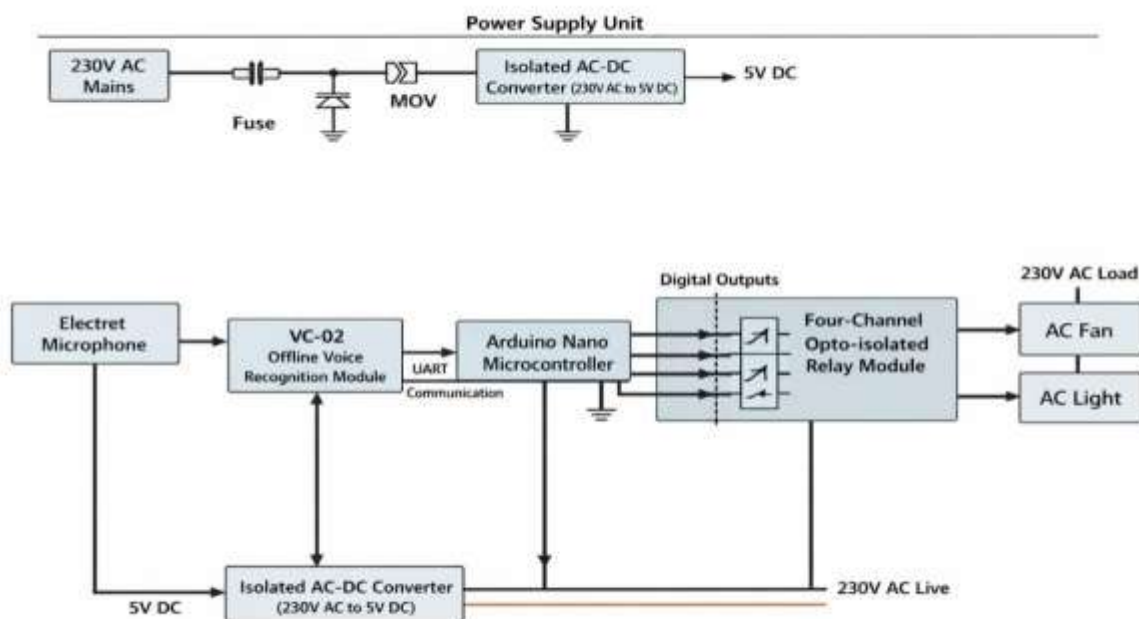 Power Supply Unit
230V AC
Mains
Fuse
MOV
Isolated AC-DC
Converter (230V AC to 5V DC)
5V DC
Digital Outputs
230V AC Load
Electret
Microphone
VC-02
Offline Voice
Recognition Module
UART
Communication
Arduino Nano
Microcontroller
Four-Channel
Opto-isolated
Relay Module
AC Fan
AC Light
5V DC
Isolated AC-DC Converter
(230V AC to 5V DC)
230V AC Live